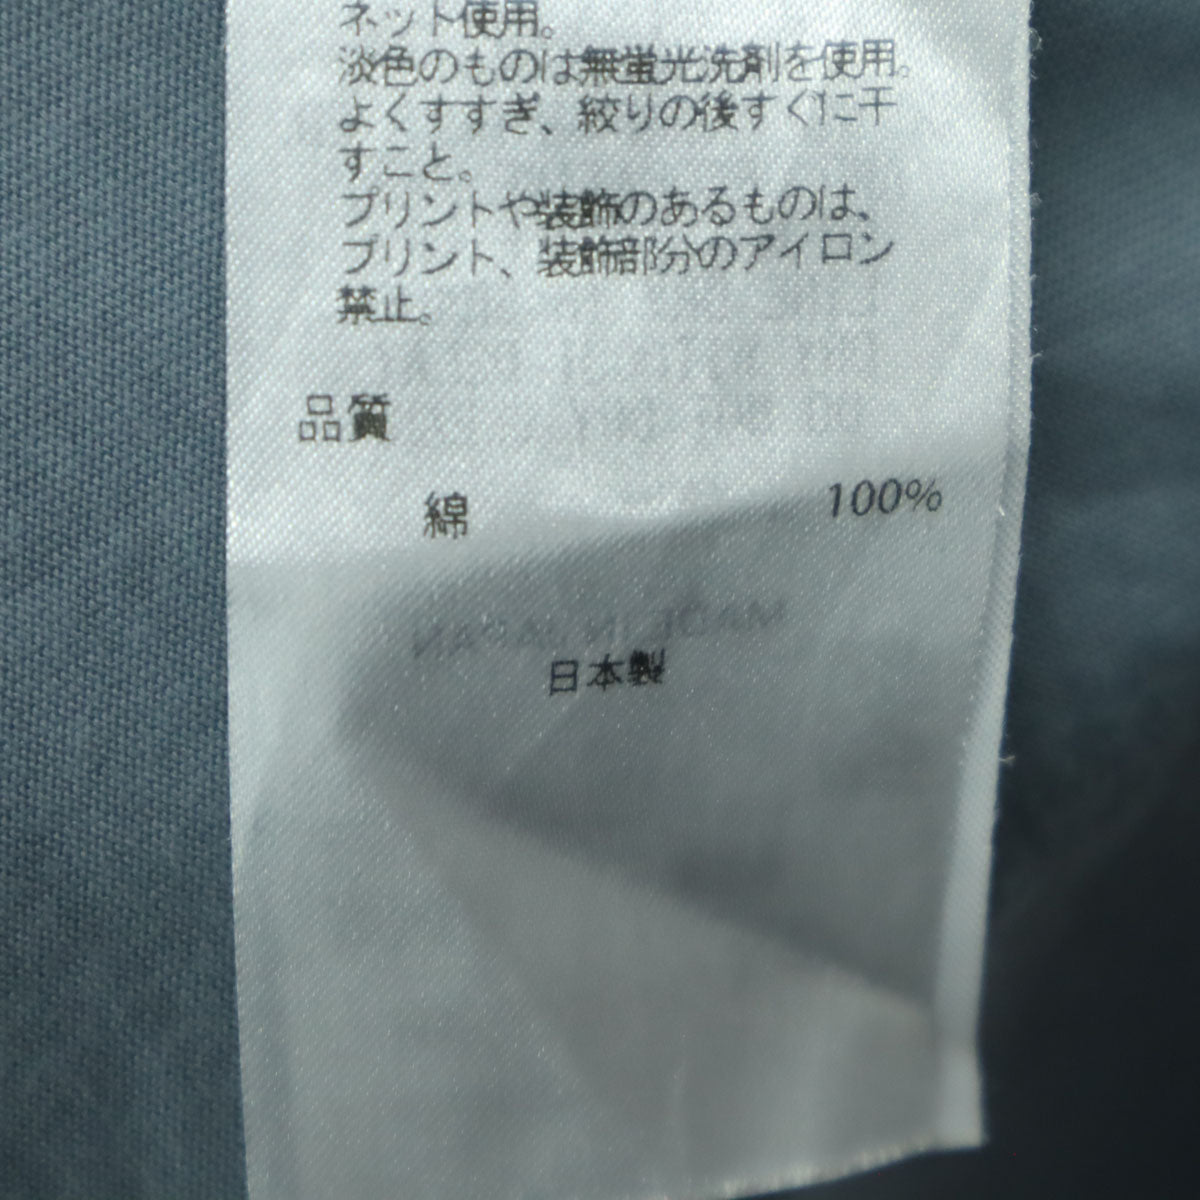 ネット使用。
淡色のものは無蛍光洗剤を使用。
よくすすぎ、絞りの後すぐに干
すこと。
プリントや装飾のあるものは、
プリント、装飾部分のアイロン
禁止。
品質
綿 100%
MADE IN JAPAN
日本製